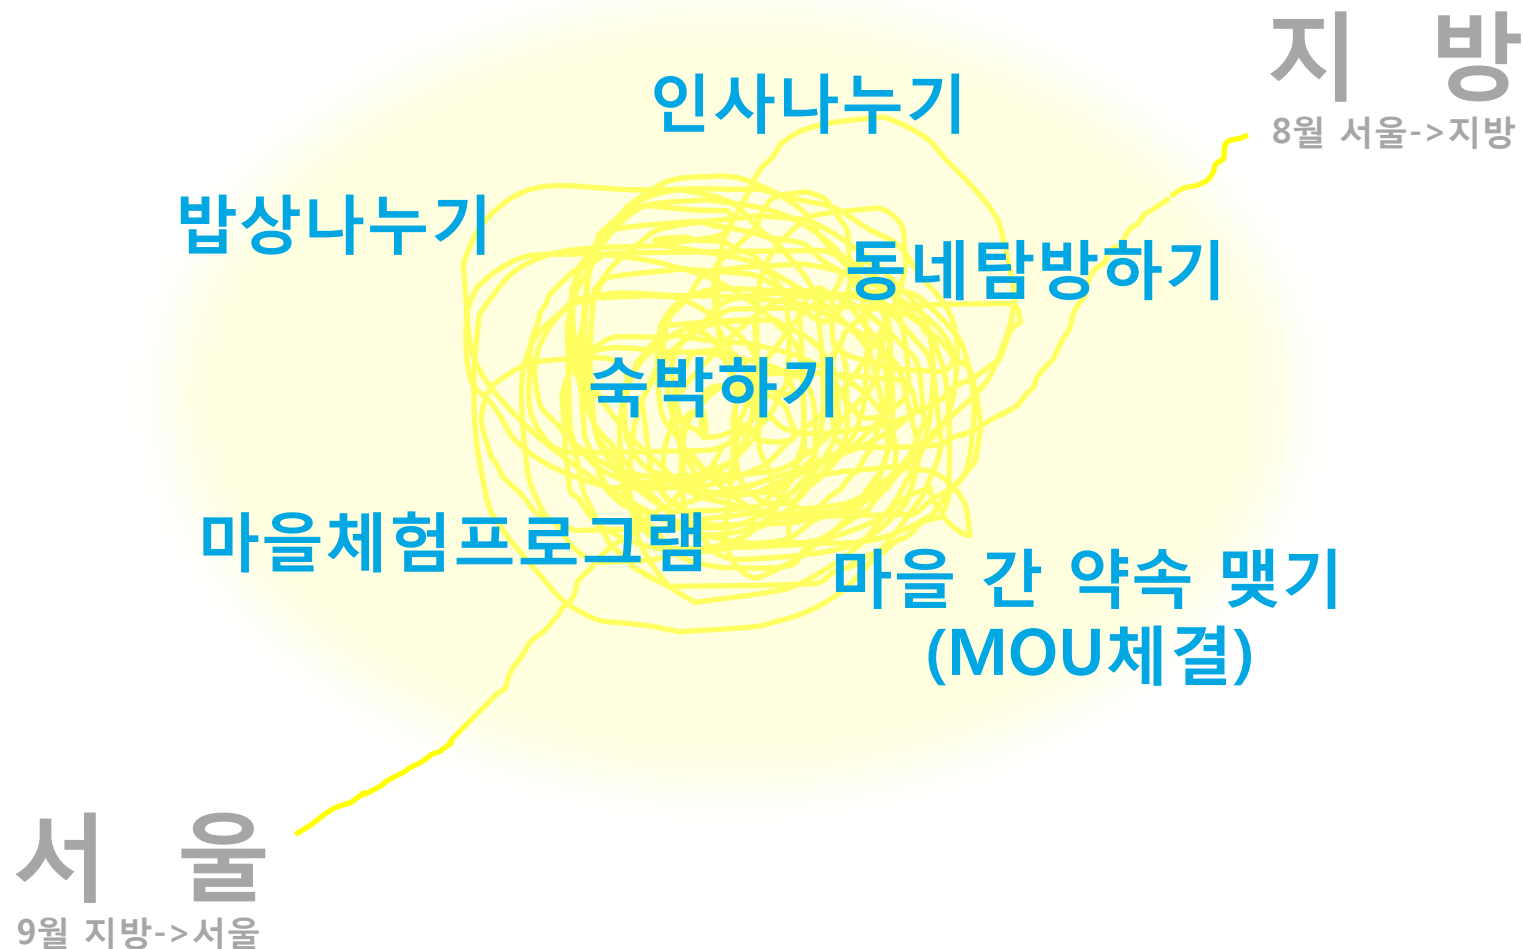 지 방
8월 서울->지방
인사나누기
밥상나누기
동네탐방하기
숙박하기
마을체험프로그램
마을 간 약속 맺기
(MOU체결)
서 울
9월 지방->서울